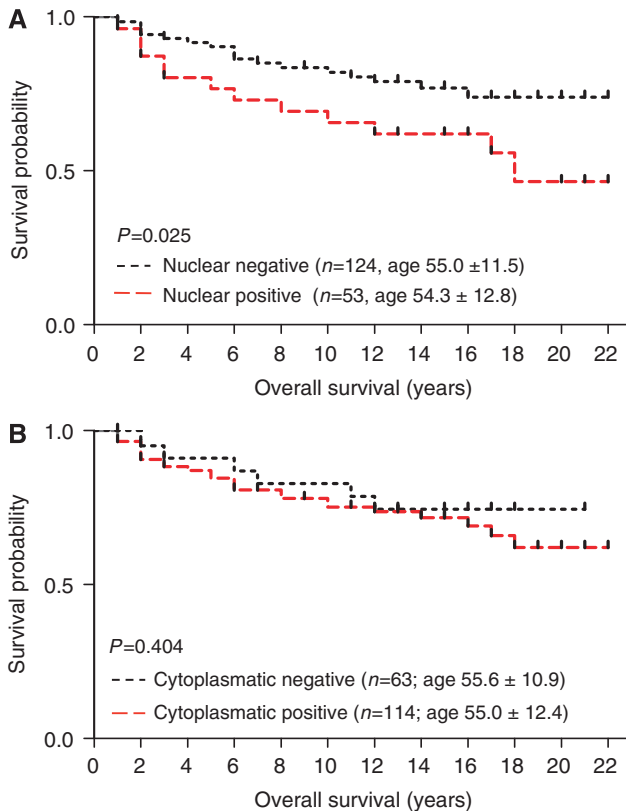 A
1.0
0.5
0.0
Survival probability
P=0.025
Nuclear negative (n=124, age 55.0 ±11.5)
Nuclear positive (n=53, age 54.3 ± 12.8)
0 2 4 6 8 10 12 14 16 18 20 22
Overall survival (years)
B
1.0
0.5
0.0
Survival probability
P=0.404
Cytoplasmatic negative (n=63; age 55.6 ± 10.9)
Cytoplasmatic positive (n=114; age 55.0 ± 12.4)
0 2 4 6 8 10 12 14 16 18 20 22
Overall survival (years)